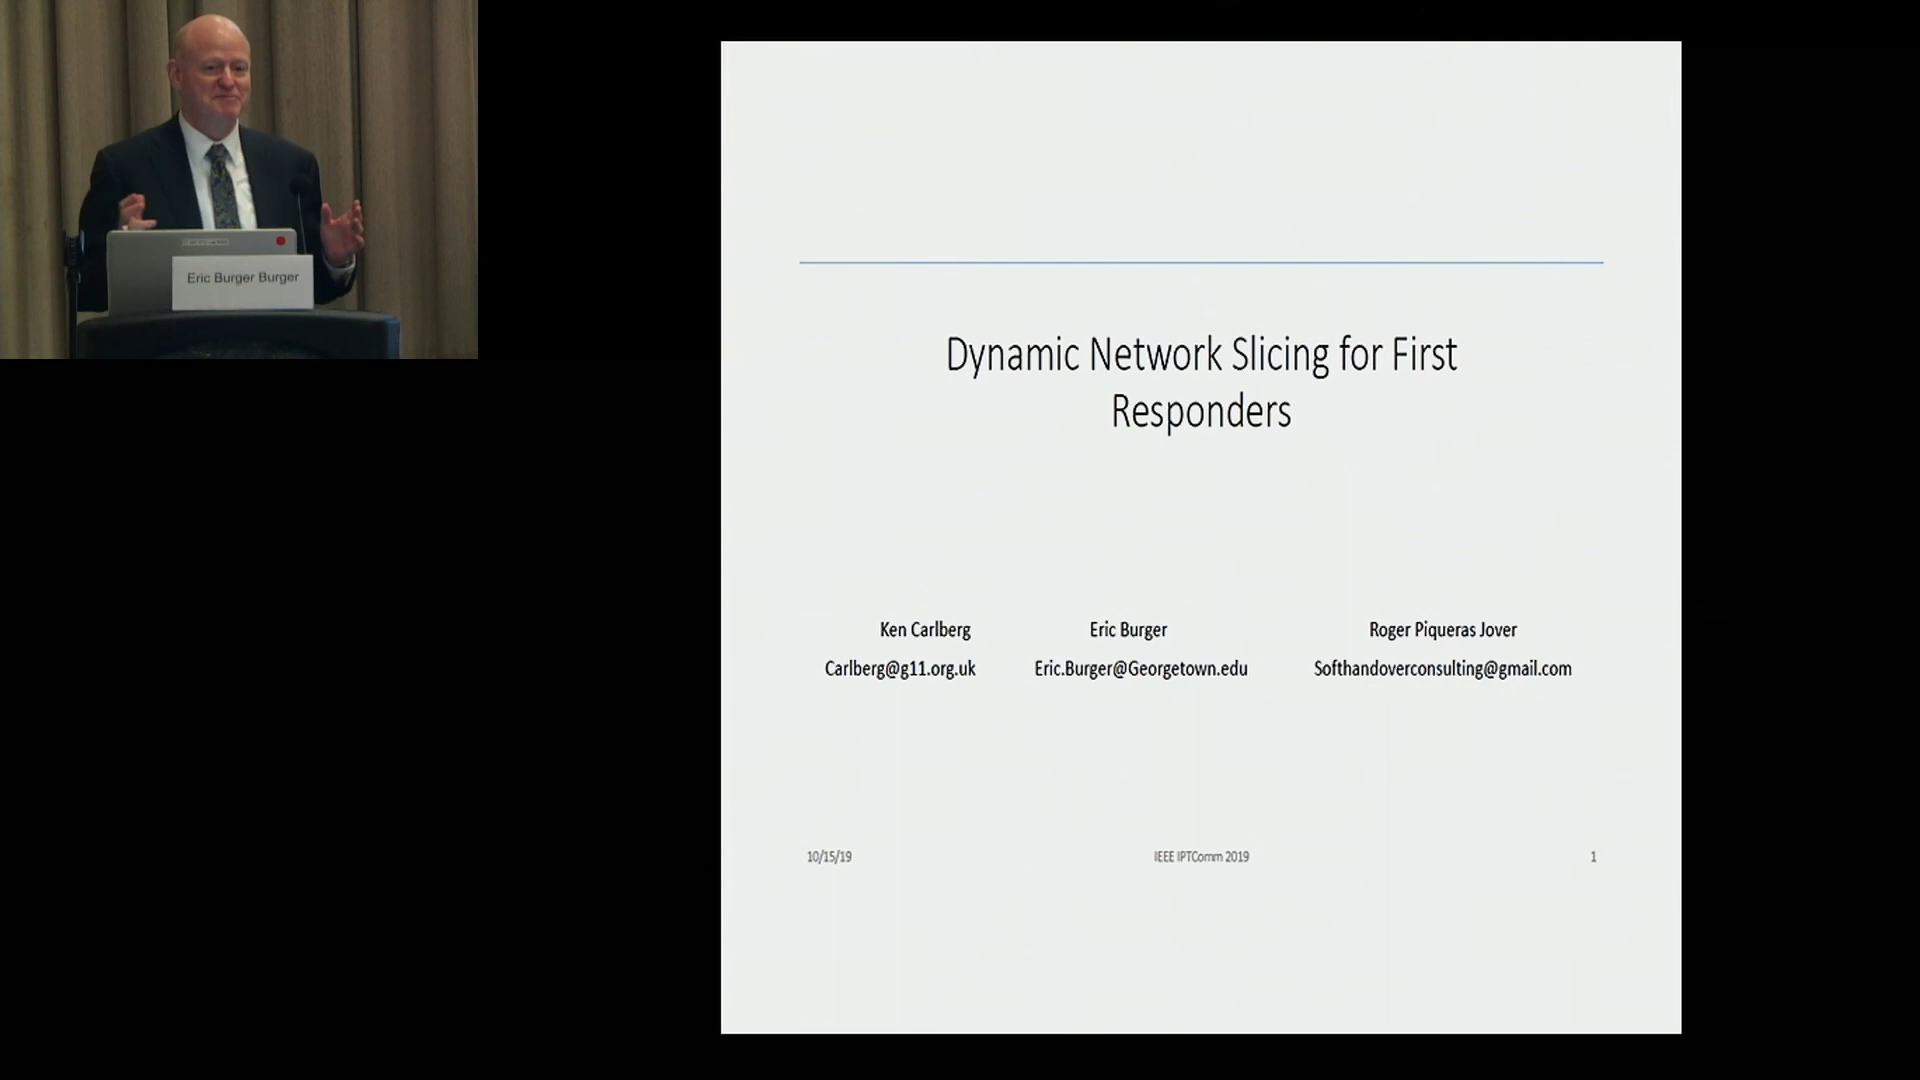 Eric Burger Burger
Dynamic Network Slicing for First
Responders
Ken Carlberg
Eric Burger
Roger Piqueras Jover
Carlberg@g11.org.uk
Eric.Burger@Georgetown.edu
Softhandoverconsulting@gmail.com
10/15/19
IEEE IPTComm 2019
1